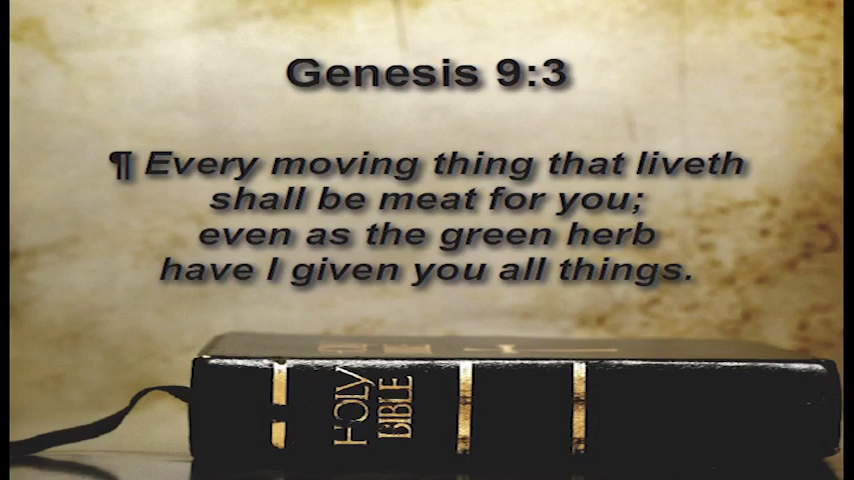 Genesis 9:3
¶ Every moving thing that liveth
shall be meat for you;
even as the green herb
have I given you all things.
HOLY
BIBLE